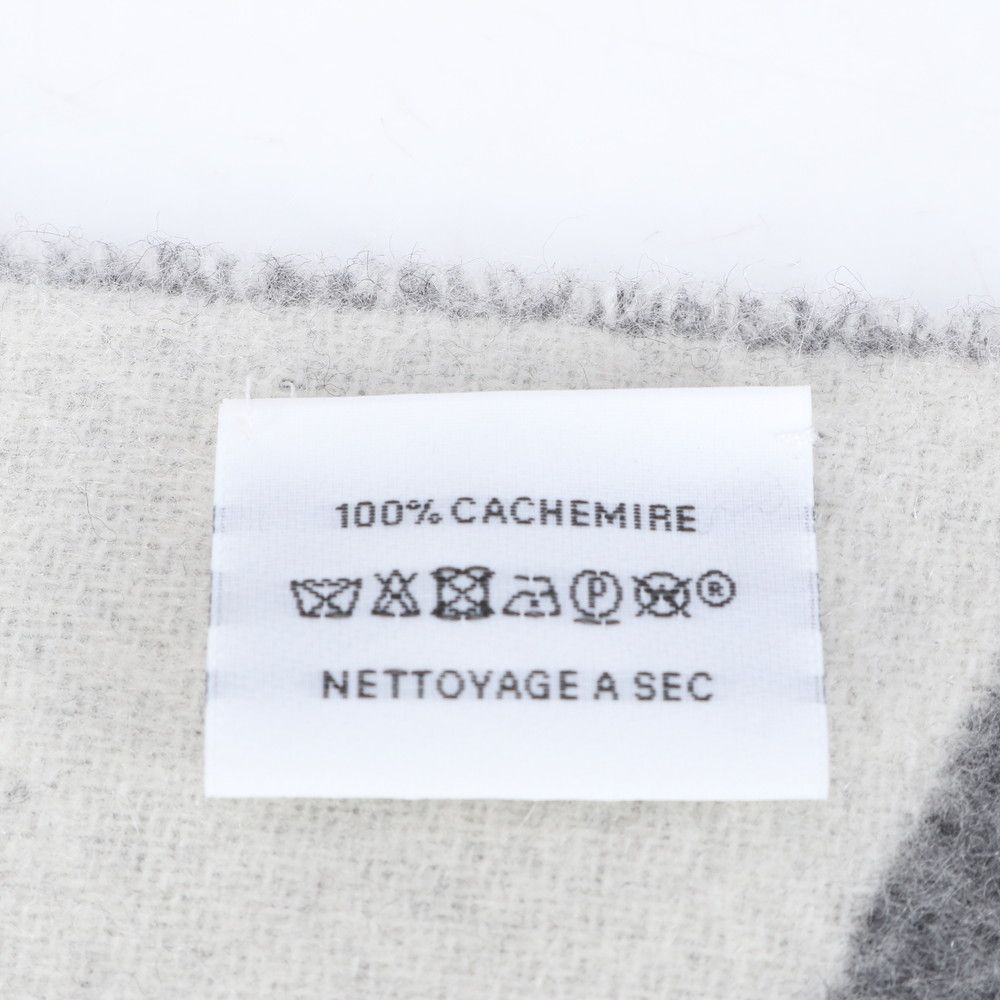 100% CACHEMIRE
P W ®
NETTOYAGE A SEC